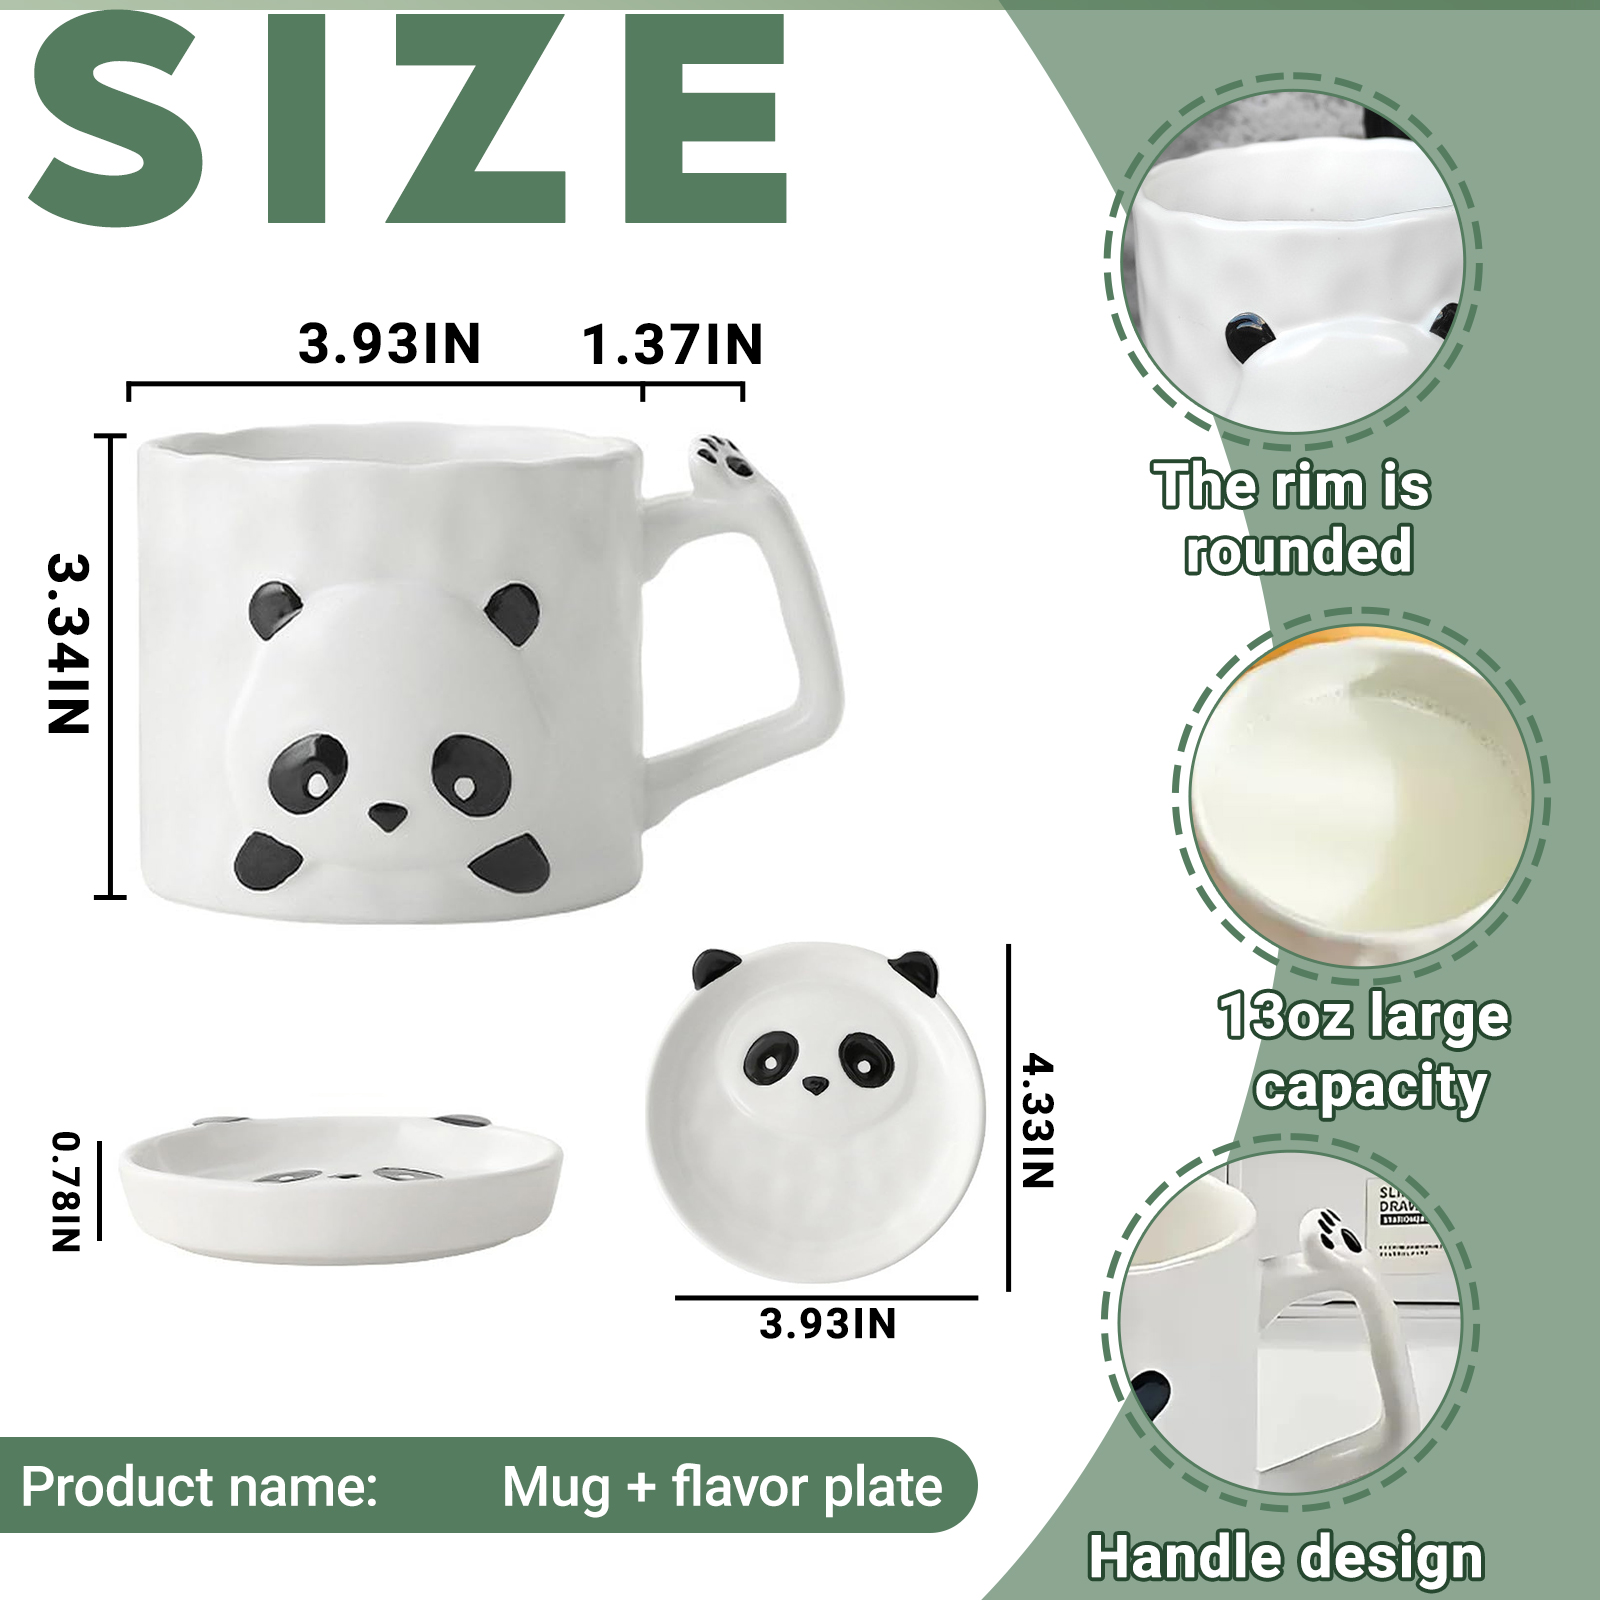 SIZE
3.93IN
1.37IN
3.34IN
The rim is
rounded
13oz large
capacity
0.78IN
4.33IN
3.93IN
Product name:
Mug + flavor plate
Handle design